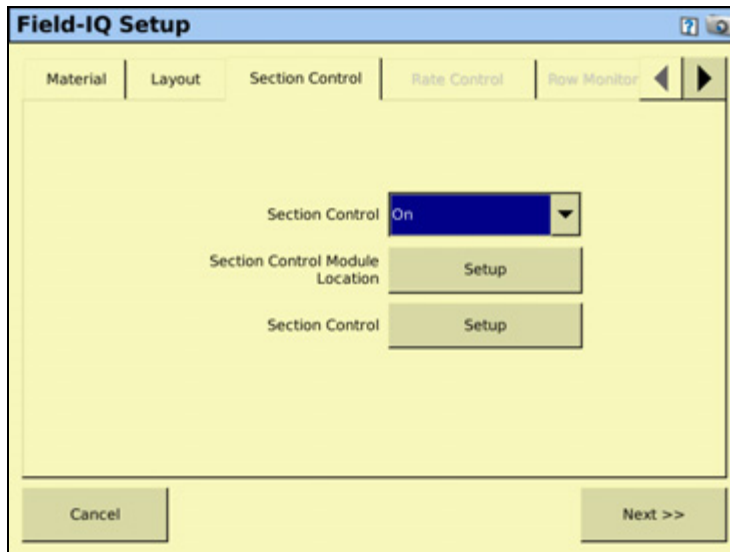 Field-IQ Setup
Material Layout Section Control Rate Control Row Monitor
Section Control On
Section Control Module
Location Setup
Section Control Setup
Cancel Next >>